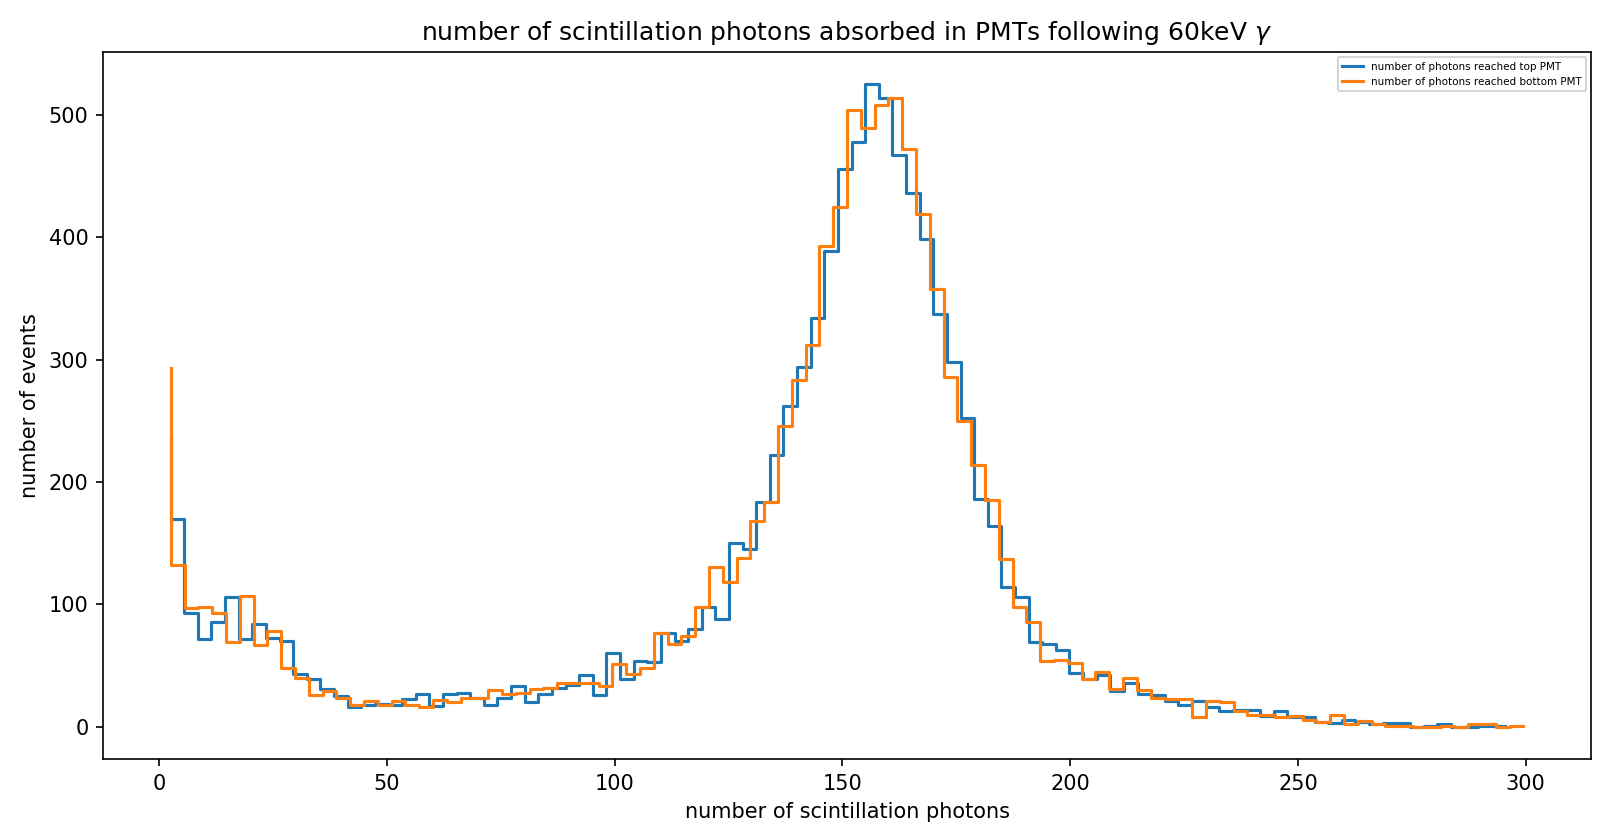 number of scintillation photons absorbed in PMTs following 60keV γ
number of photons reached top PMT
number of photons reached bottom PMT
number of events
500
400
300
200
100
0
0 50 100 150 200 250 300
number of scintillation photons